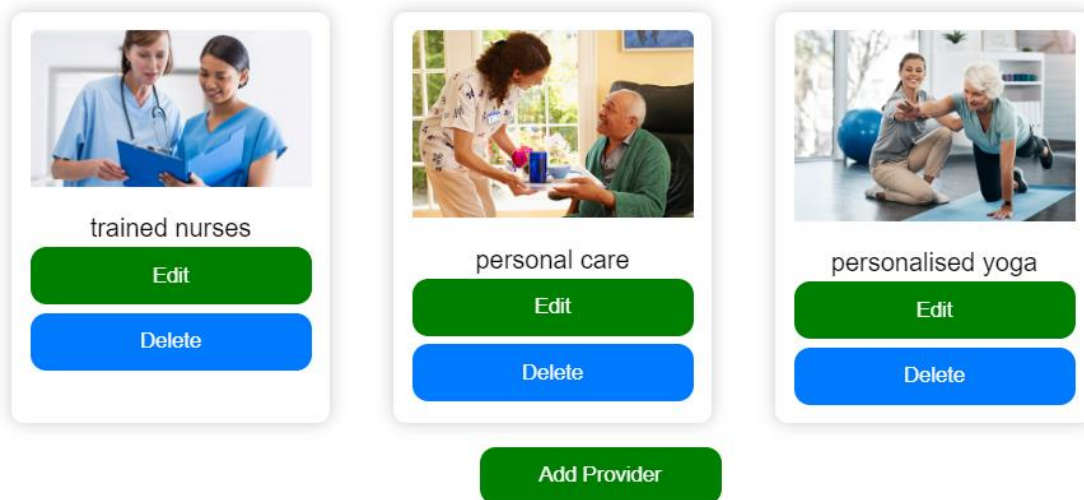 trained nurses
Edit
Delete
personal care
Edit
Delete
personalised yoga
Edit
Delete
Add Provider